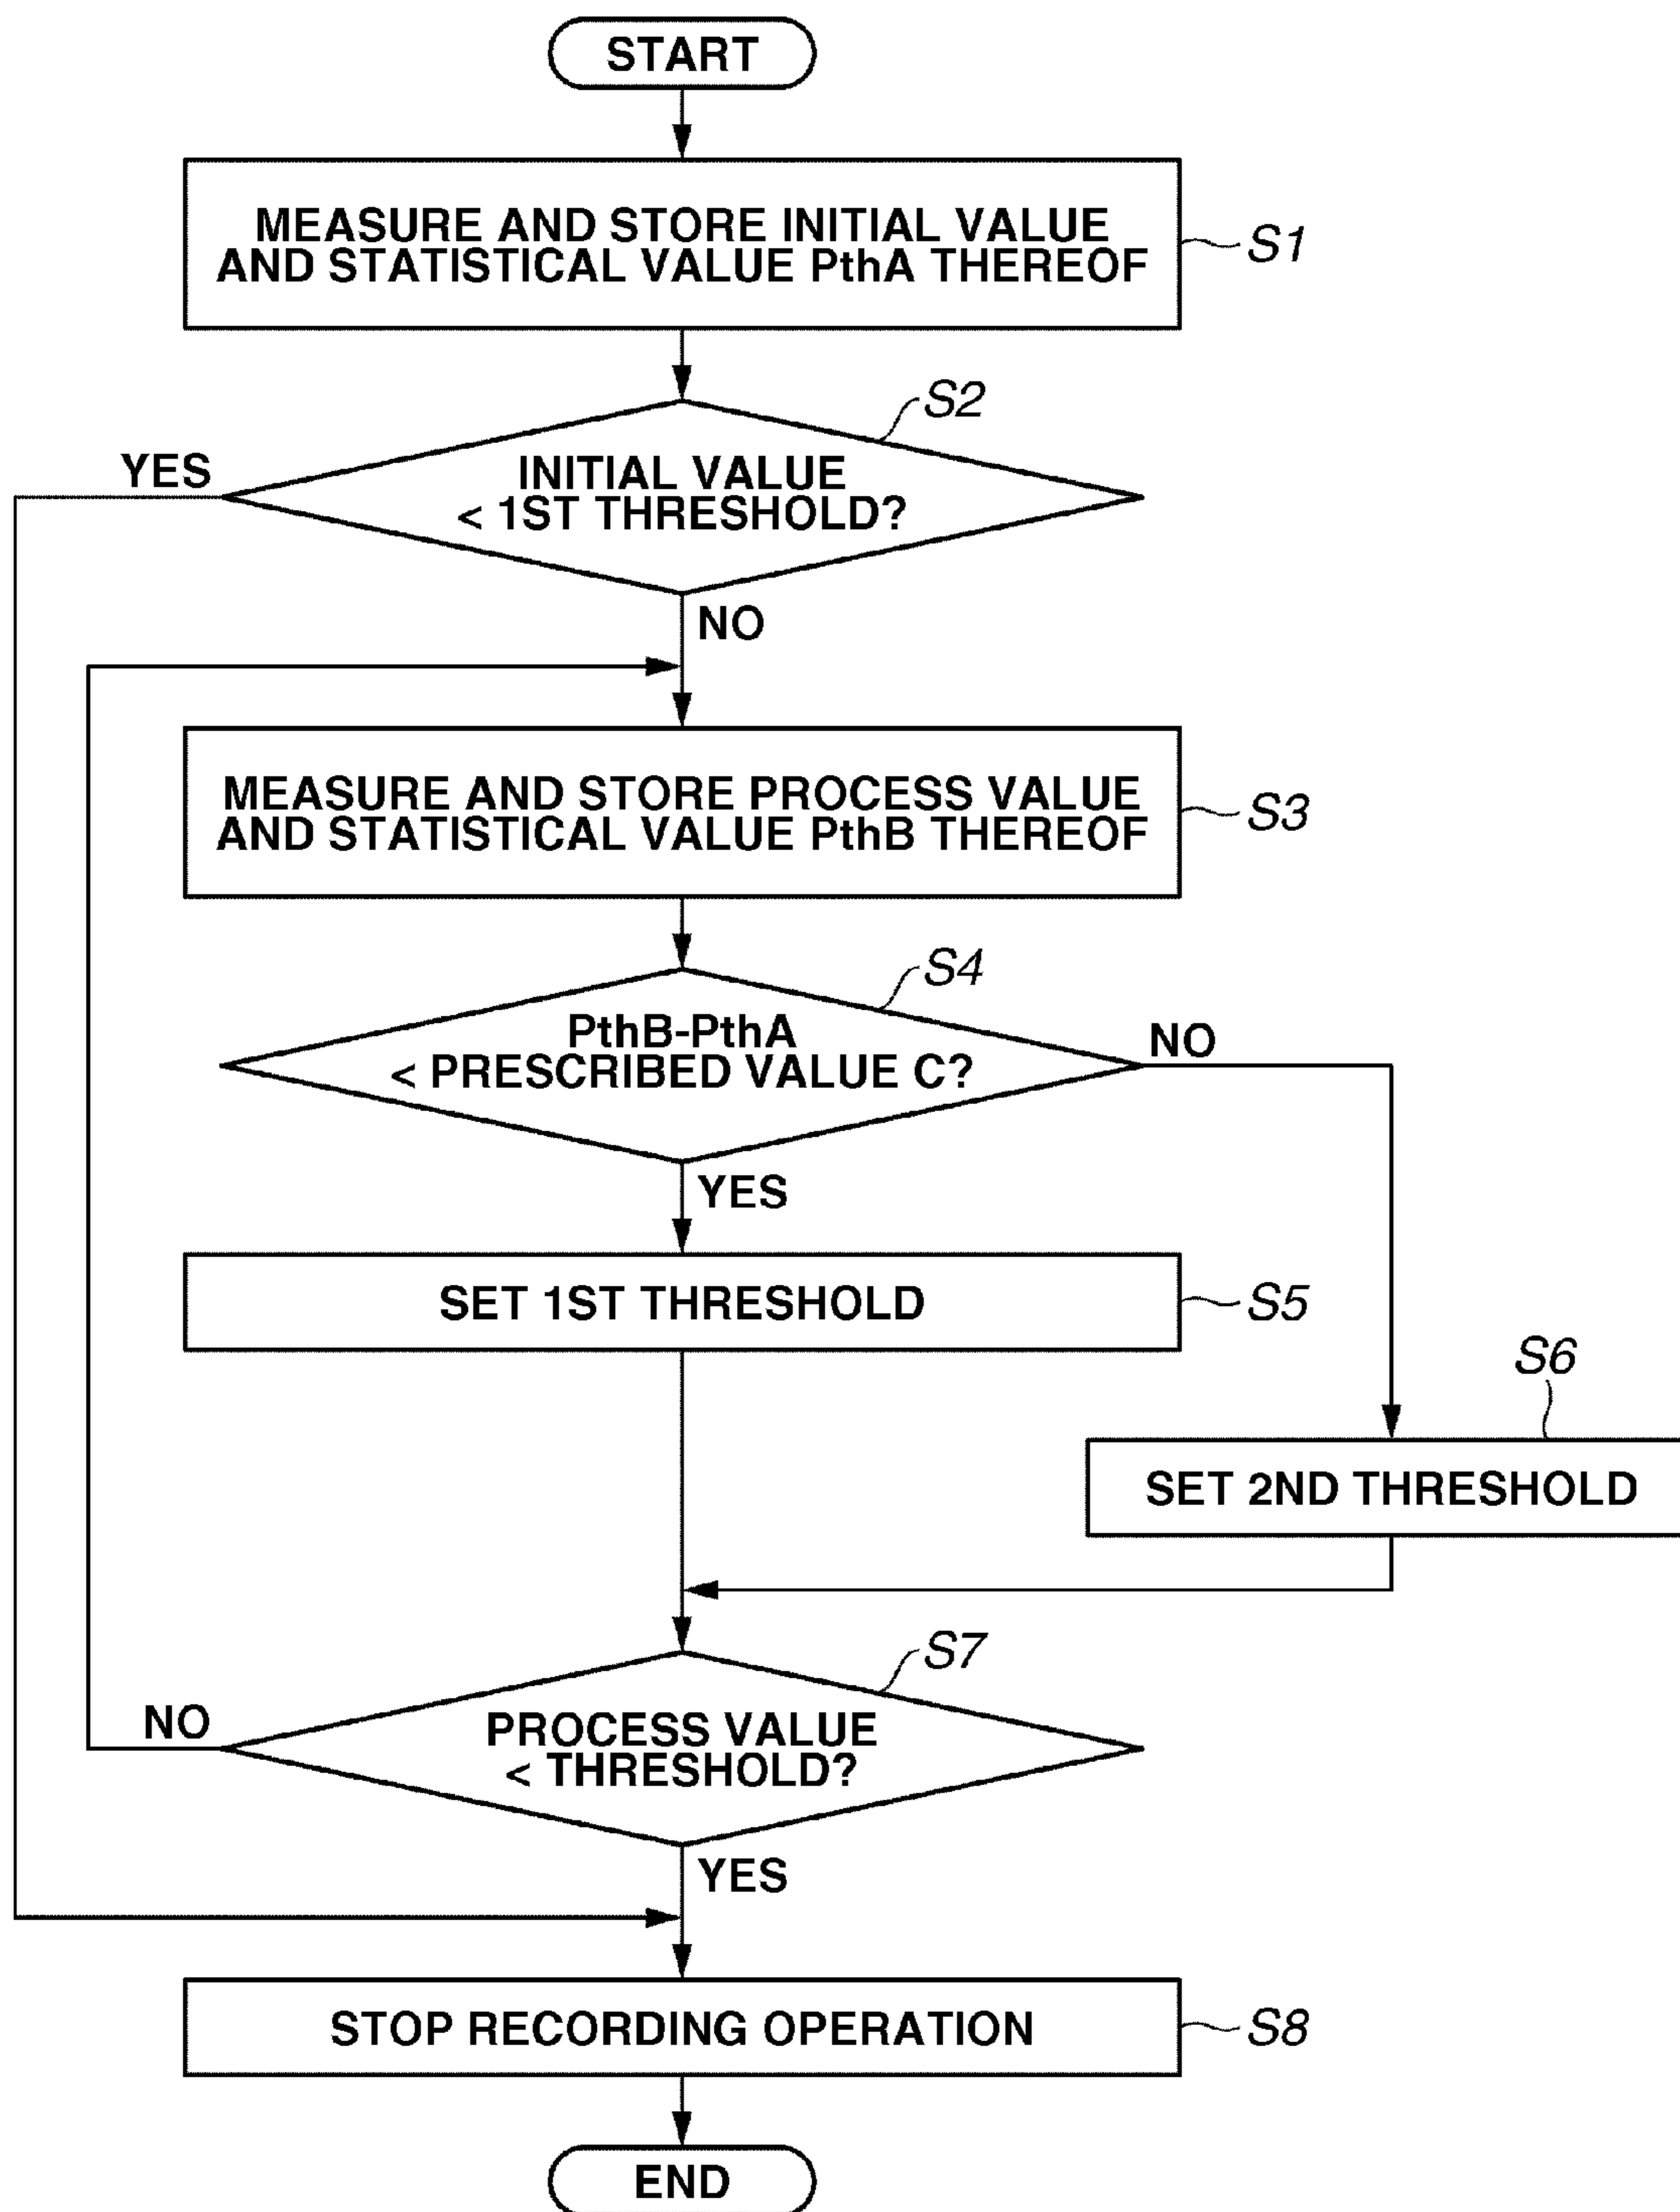 START
MEASURE AND STORE INITIAL VALUE
AND STATISTICAL VALUE PthA THEREOF
S1
S2
YES
INITIAL VALUE
< 1ST THRESHOLD?
NO
MEASURE AND STORE PROCESS VALUE
AND STATISTICAL VALUE PthB THEREOF
S3
S4
PthB-PthA
< PRESCRIBED VALUE C?
NO
YES
SET 1ST THRESHOLD
S5
S6
SET 2ND THRESHOLD
S7
NO
PROCESS VALUE
< THRESHOLD?
YES
STOP RECORDING OPERATION
S8
END